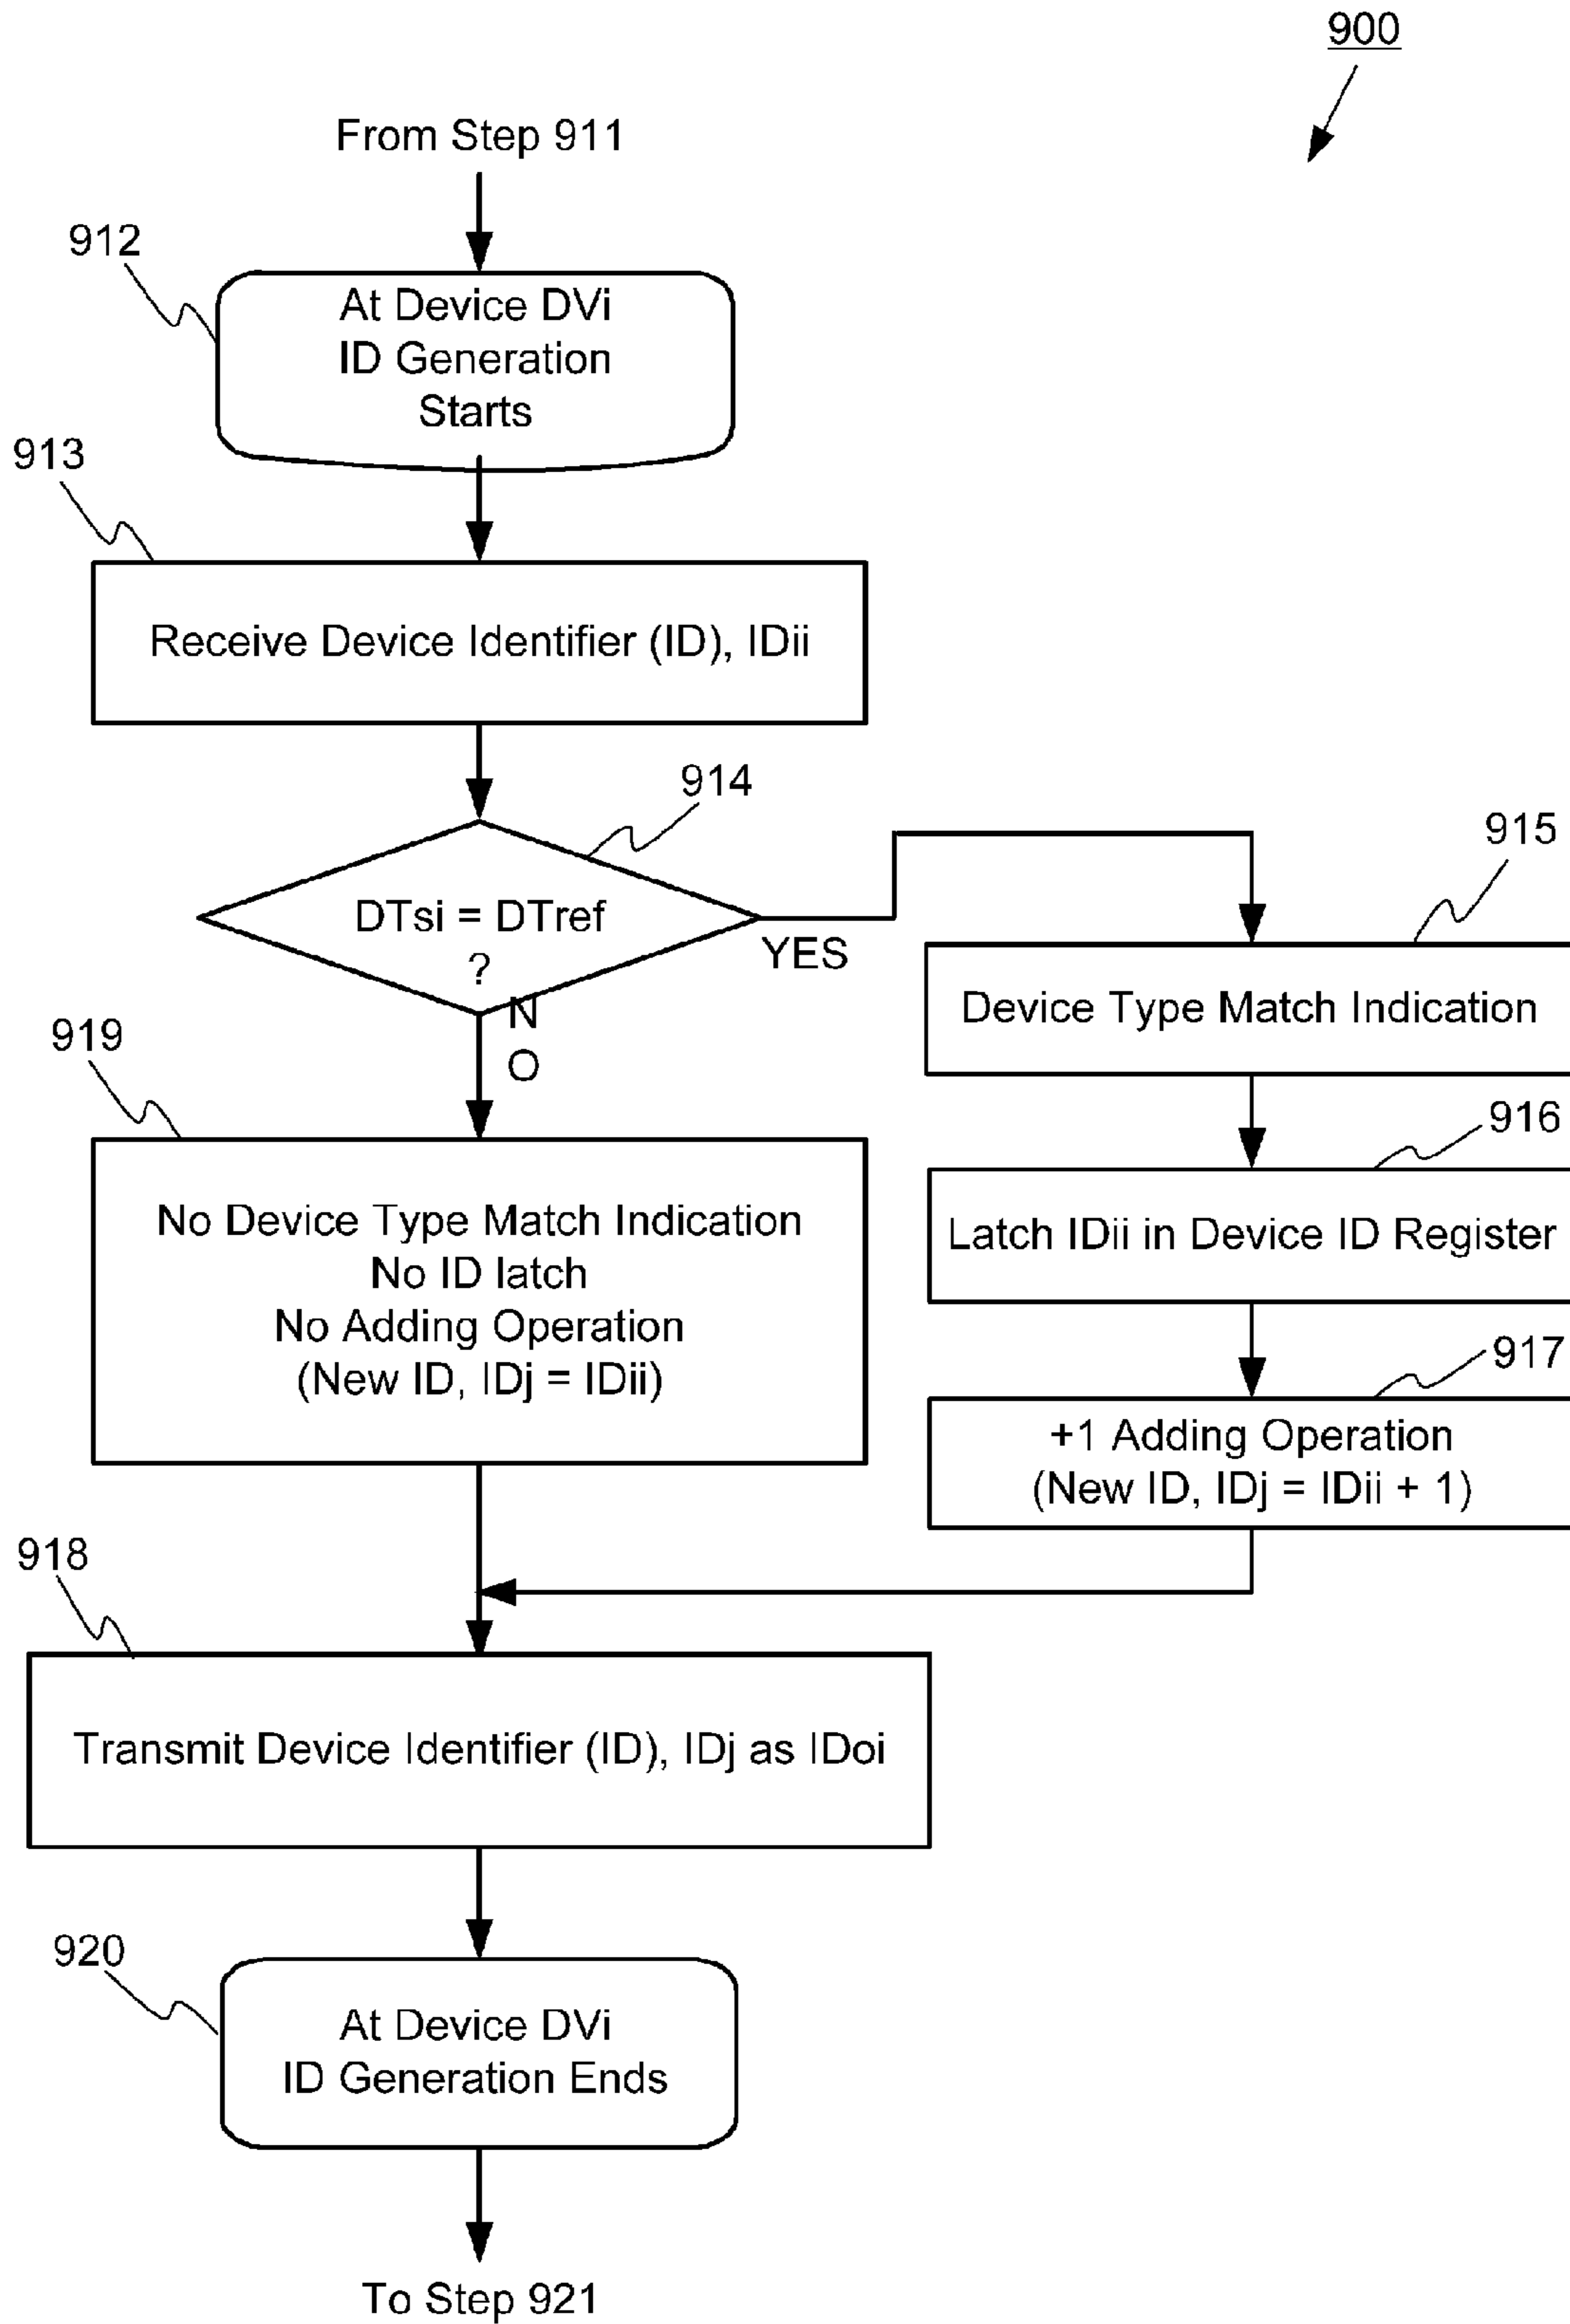 900
From Step 911
912
At Device DVi
ID Generation
Starts
913
Receive Device Identifier (ID), IDii
914
DTsi = DTref
?
YES
N
O
915
Device Type Match Indication
916
Latch IDii in Device ID Register
917
+1 Adding Operation
(New ID, IDj = IDii + 1)
919
No Device Type Match Indication
No ID latch
No Adding Operation
(New ID, IDj = IDii)
918
Transmit Device Identifier (ID), IDj as IDoi
920
At Device DVi
ID Generation Ends
To Step 921